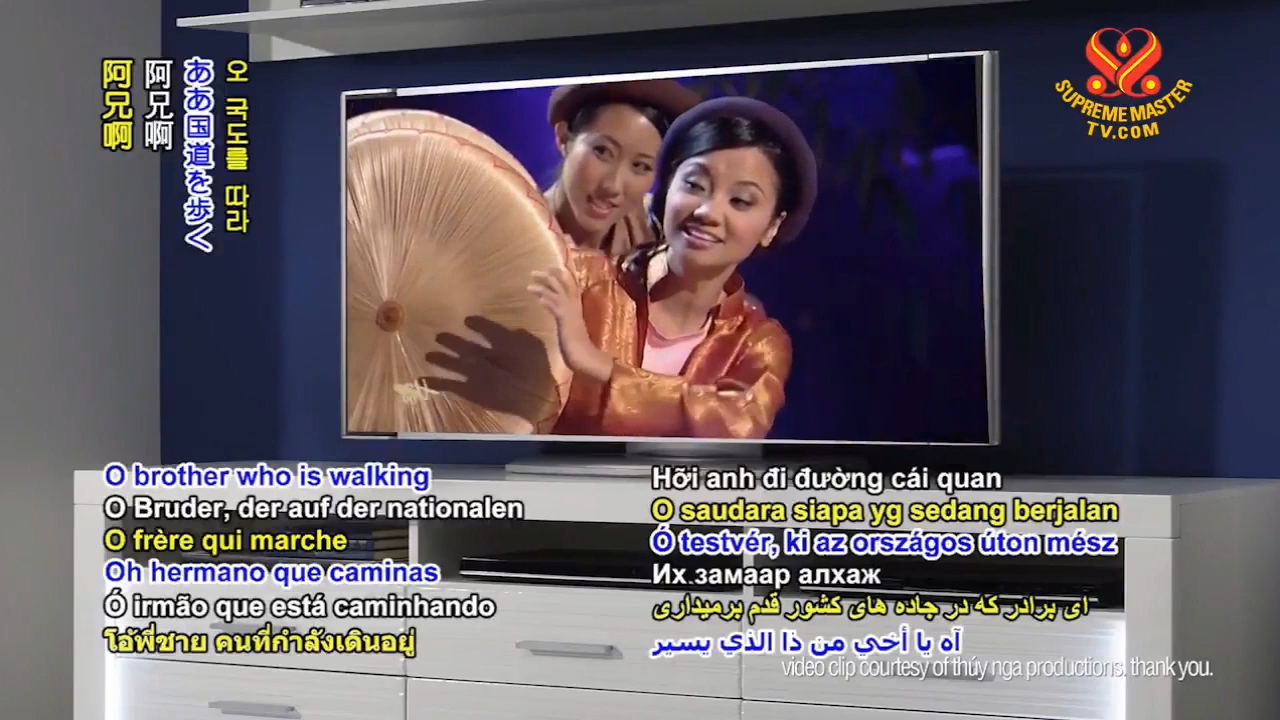 阿兄啊
阿兄啊
ああ国道を歩く
오 국도를 따라
SUPREME MASTER
TV.COM
O brother who is walking
O Bruder, der auf der nationalen
O frère qui marche
Oh hermano que caminas
Ó irmão que está caminhando
โอ้พี่ชาย คนที่กำลังเดินอยู่
Hỡi anh đi đường cái quan
O saudara siapa yg sedang berjalan
Ó testvér, ki az országos úton mész
Их замаар алхаж
ای برادر که در جاده های کشور قدم برمیداری
آه يا أخي من ذا الذي يسير
video clip courtesy of thúy nga productions. thank you.